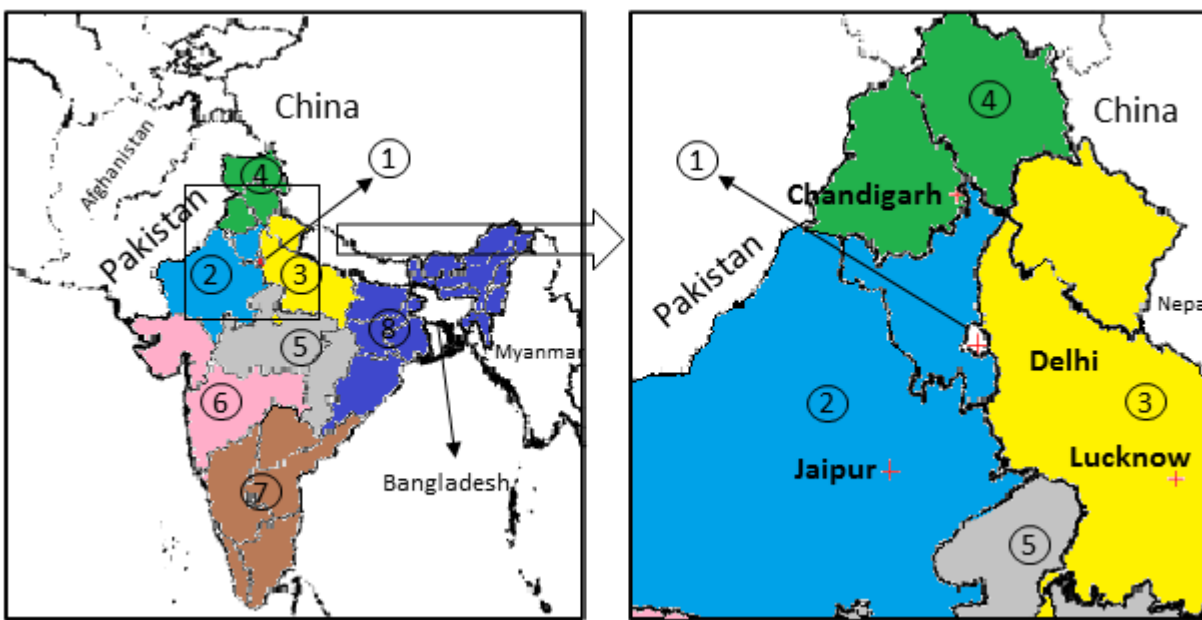 China
Afghanistan
Pakistan
1
4
2
3
5
8
6
7
Myanmar
Bangladesh
China
4
1
Chandigarh
Pakistan
Nepa
Delhi
2
3
Jaipur
Lucknow
5